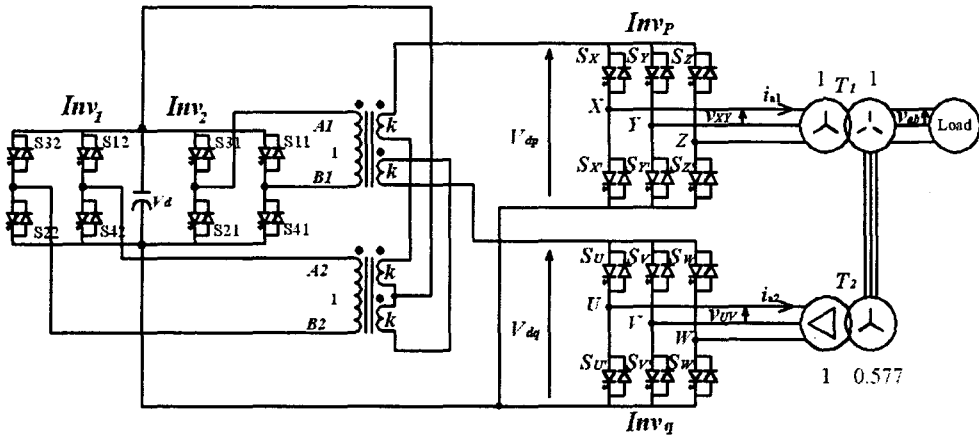 Inv1
Inv2
S32
S12
S31
S11
S22
S42
S21
S41
Vd
A1
1
B1
k
k
A2
1
B2
k
k
Vdp
Vdq
InvP
SX
SY
SZ
X
Y
Z
SX'
SY'
SZ'
ia1
vXY
1
T1
1
vab
Load
SU
SV
SW
U
V
W
SU'
SV'
SW'
Invq
ia2
vUV
T2
1
0.577